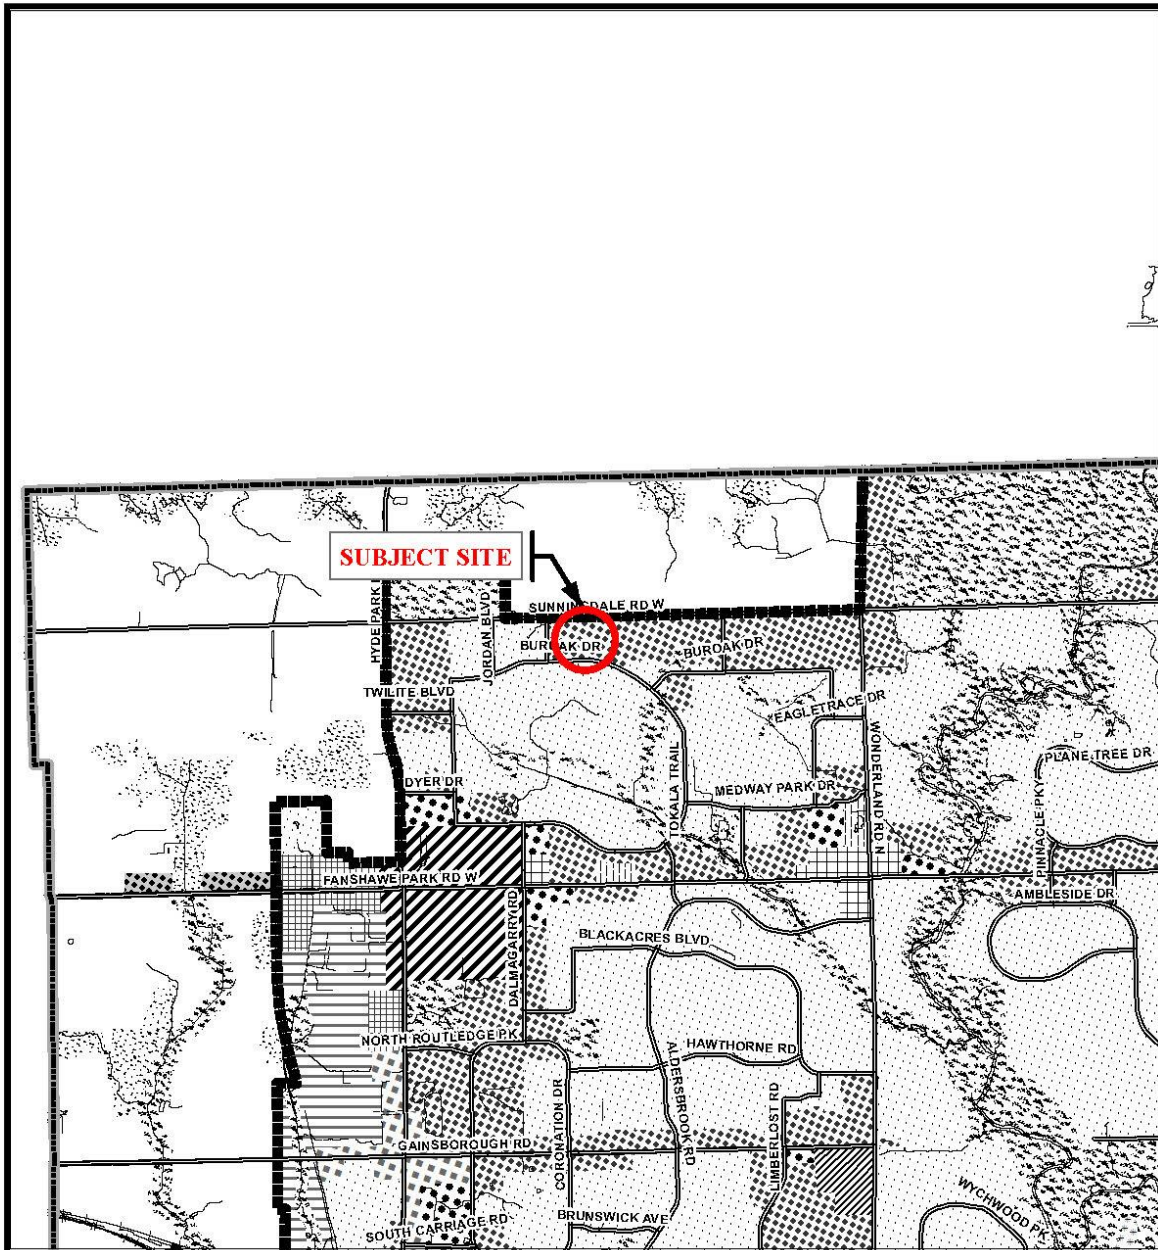 SUBJECT SITE
SUNNINGDALE RD W
HYDE PARK
JORDAN BLVD
BUROAK DR
BUROAK DR
TWILITE BLVD
EAGLETRACE DR
WONDERLAND RD N
PLANE TREE DR
DYER DR
TOKALA TRAIL
MEDWAY PARK DR
PINNACLE PKY
FANSHAWE PARK RD W
AMBLESIDE DR
DALMAGARRY RD
BLACKACRES BLVD
NORTH ROUTLEDGE PK
HAWTHORNE RD
ALDERSBROOK RD
CORONATION DR
LIMBERLOST RD
GAINSBOROUGH RD
WYCHWOOD PK
SOUTH CARRIAGE RD
BRUNSWICK AVE